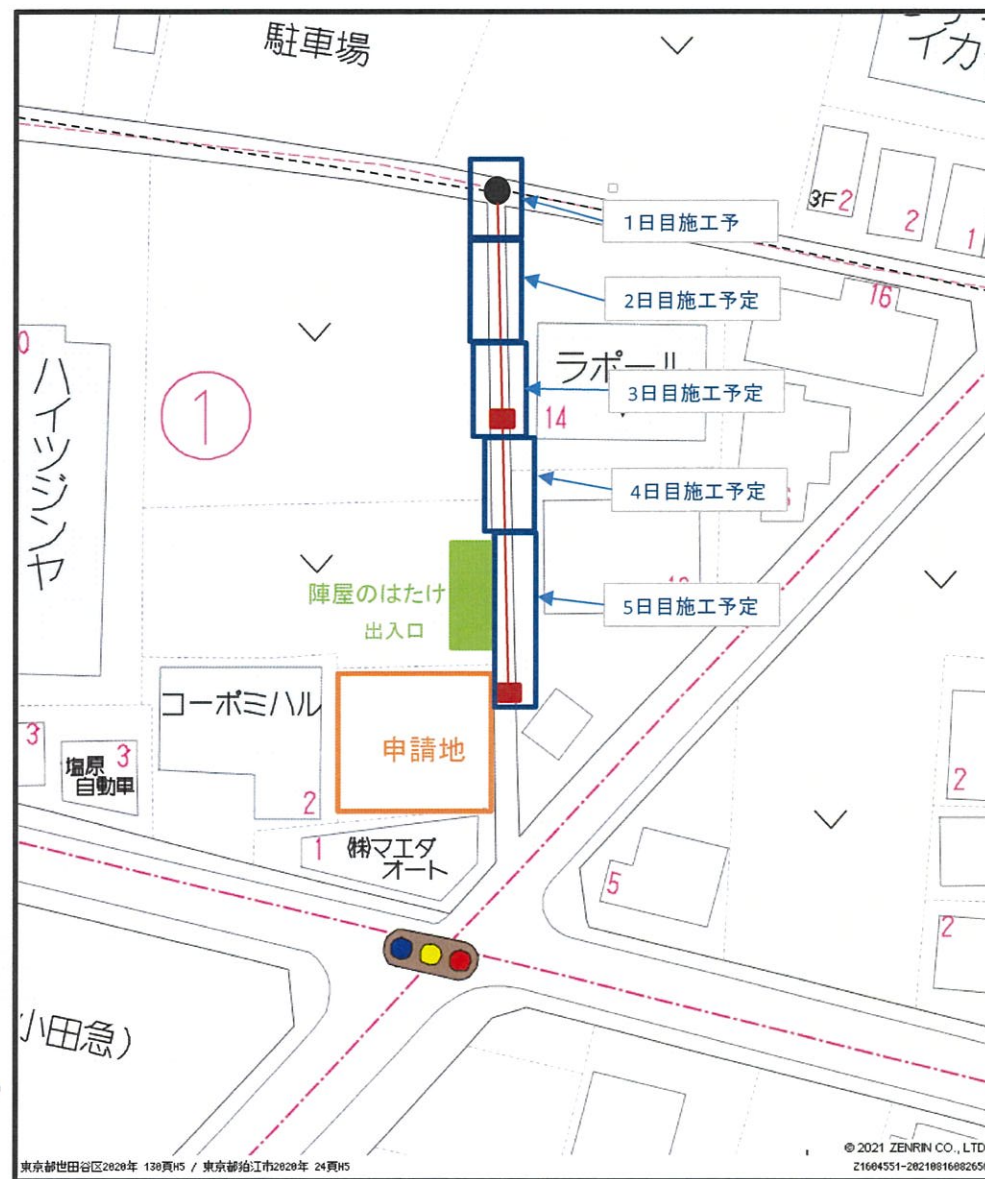 駐車場
イカ
3F 2
2
1
1日目施工予
16
2日目施工予定
ラポール
3日目施工予定
14
0
ハイツジンヤ
1
4日目施工予定
陣屋のはたけ
出入口
5日目施工予定
コーポミハル
2
申請地
3
塩原 3
自動車
1 ㈱マエダ
オート
2
5
2
小田急)
東京都世田谷区2020年 130頁H5 / 東京都狛江市2020年 24頁H5
© 2021 ZENRIN CO., LTD
Z1604551-2021081608265